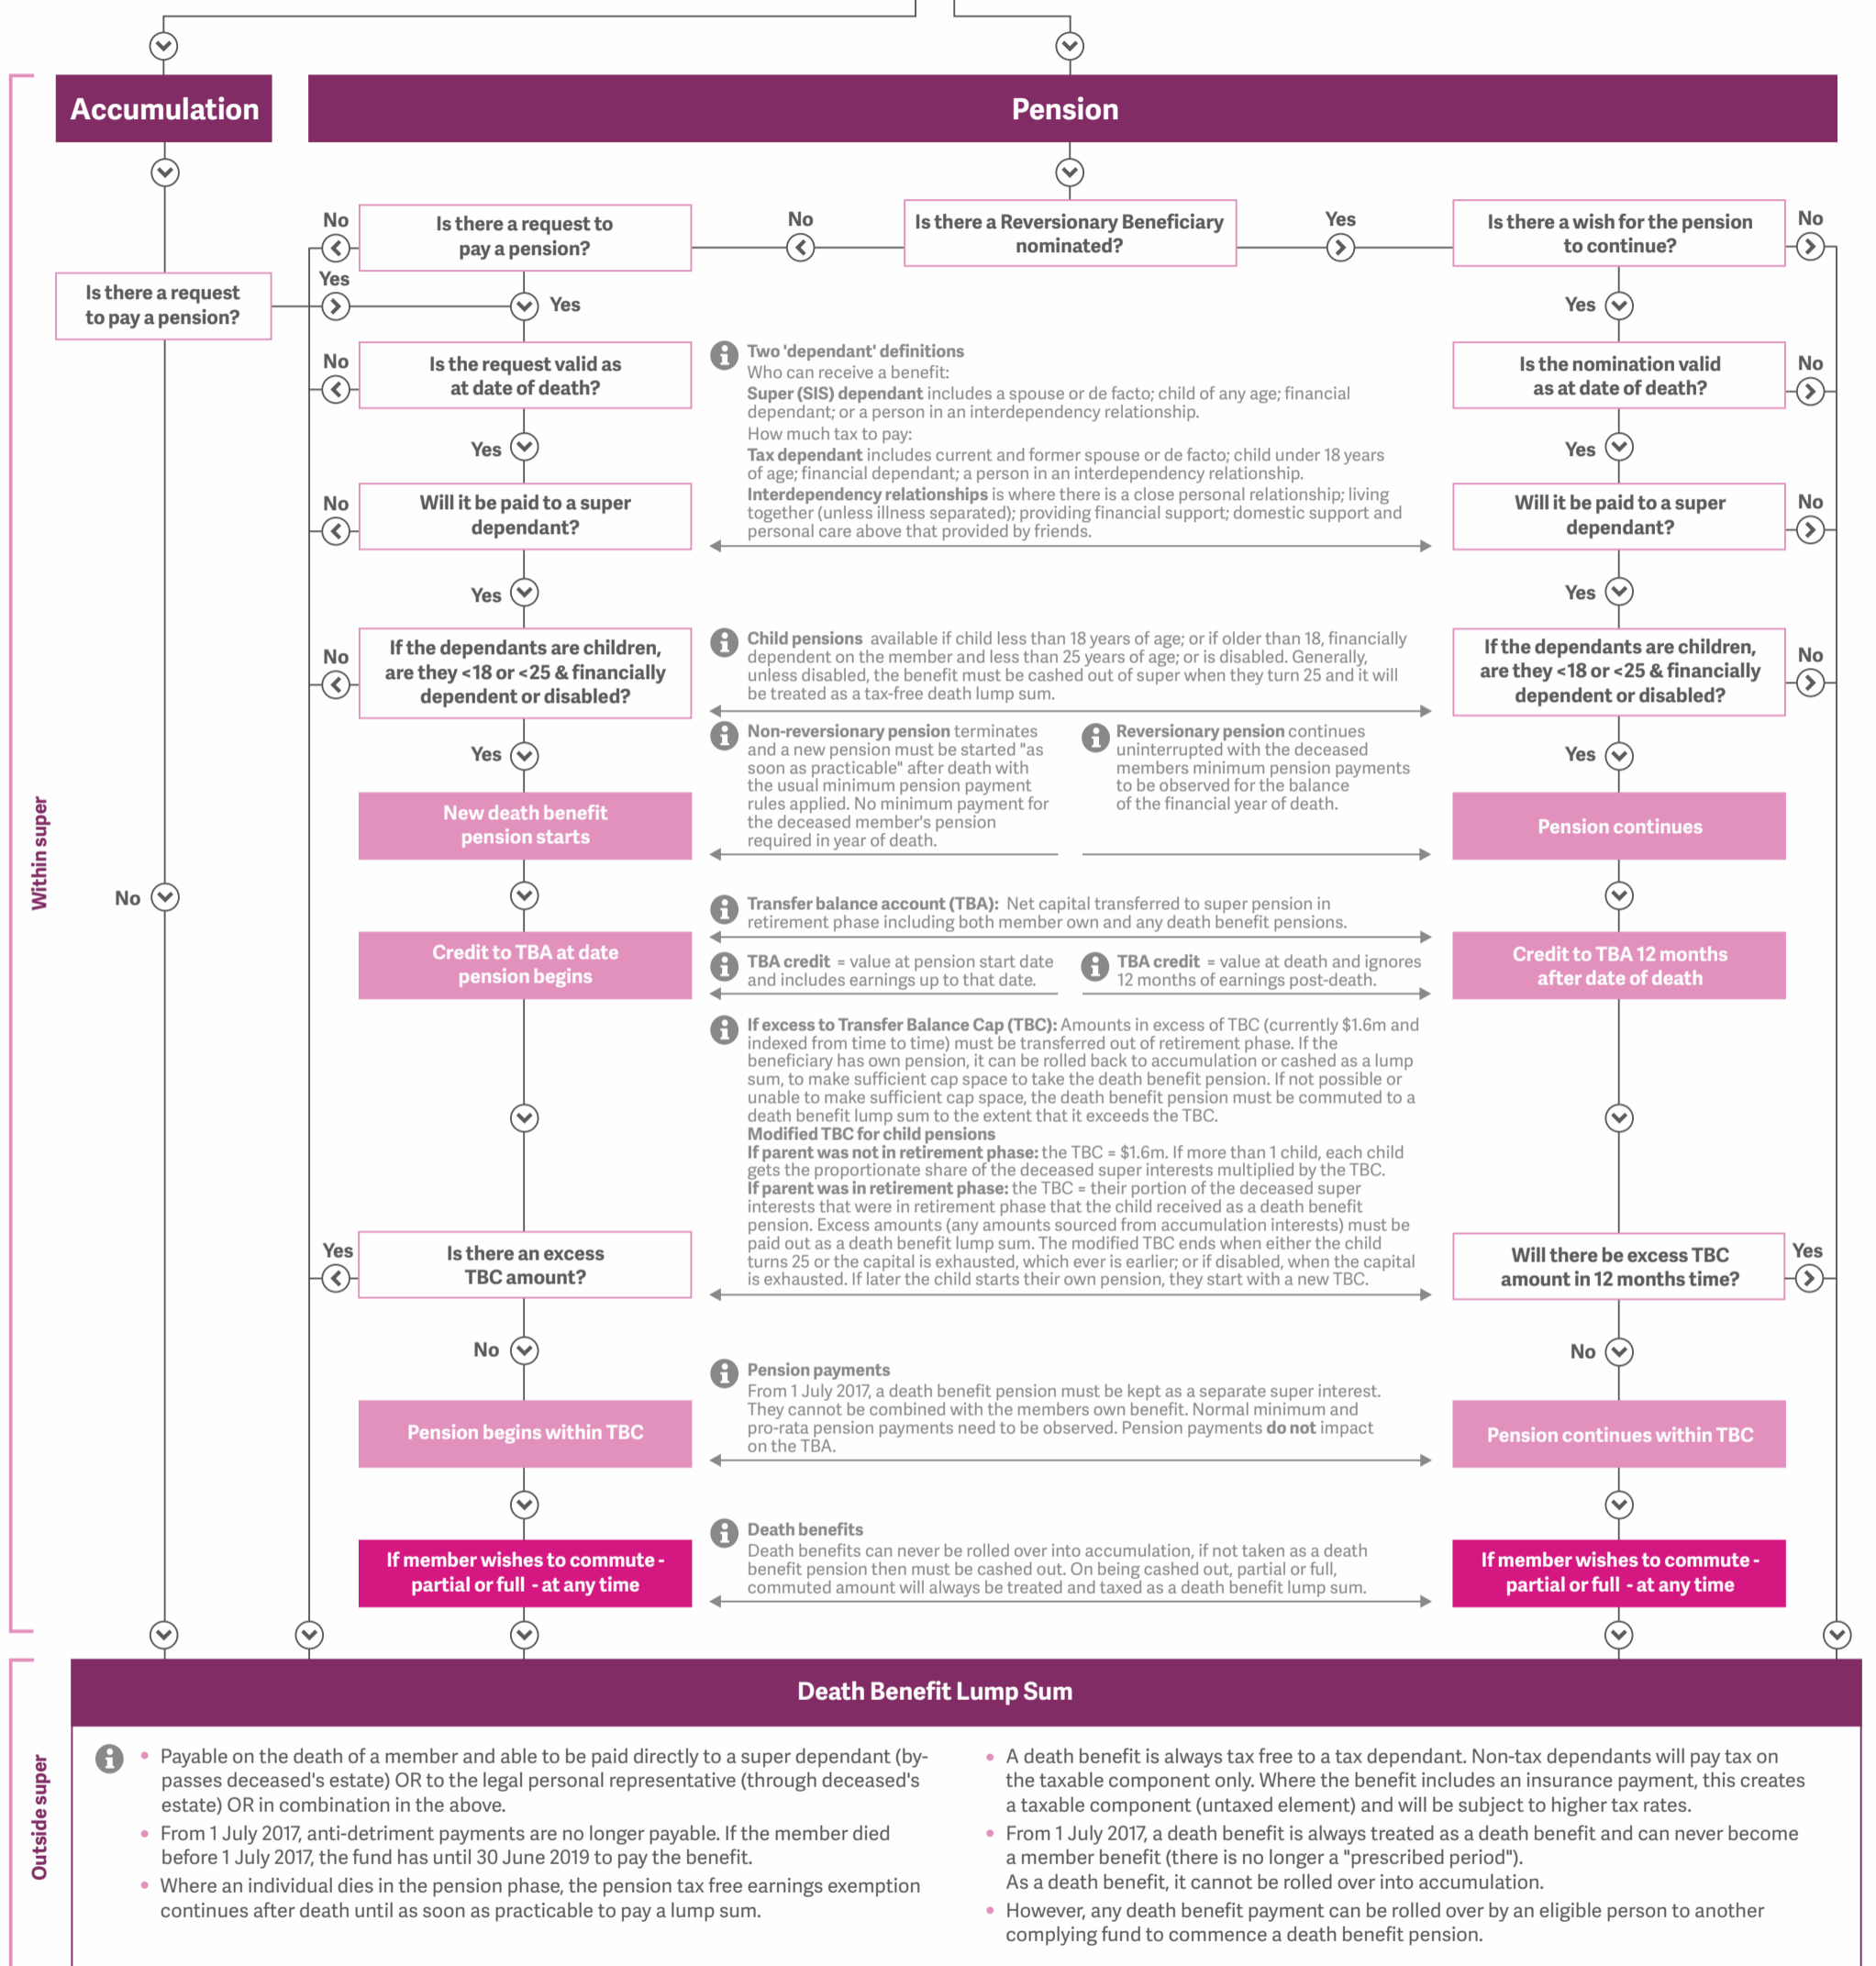 Accumulation
Pension
No
Is there a request to
pay a pension?
No
Is there a Reversionary Beneficiary
nominated?
Yes
Is there a wish for the pension
to continue?
No
Is there a request
to pay a pension?
Yes
Yes
Yes
No
Is the request valid as
at date of death?
Two 'dependant' definitions
Who can receive a benefit:
Super (SIS) dependant includes a spouse or de facto; child of any age; financial
dependant; or a person in an interdependency relationship.
How much tax to pay:
Tax dependant includes current and former spouse or de facto; child under 18 years
of age; financial dependant; a person in an interdependency relationship.
Interdependency relationships is where there is a close personal relationship; living
together (unless illness separated); providing financial support; domestic support and
personal care above that provided by friends.
Is the nomination valid
as at date of death?
No
Yes
Yes
No
Will it be paid to a super
dependant?
Will it be paid to a super
dependant?
No
Yes
Yes
No
If the dependants are children,
are they <18 or <25 & financially
dependent or disabled?
Child pensions available if child less than 18 years of age; or if older than 18, financially
dependent on the member and less than 25 years of age; or is disabled. Generally,
unless disabled, the benefit must be cashed out of super when they turn 25 and it will
be treated as a tax-free death lump sum.
If the dependants are children,
are they <18 or <25 & financially
dependent or disabled?
No
Yes
Non-reversionary pension terminates
and a new pension must be started "as
soon as practicable" after death with
the usual minimum pension payment
rules applied. No minimum payment for
the deceased member's pension
required in year of death.
Reversionary pension continues
uninterrupted with the deceased
members minimum pension payments
to be observed for the balance
of the financial year of death.
Yes
New death benefit
pension starts
Pension continues
Within super
No
Transfer balance account (TBA): Net capital transferred to super pension in
retirement phase including both member own and any death benefit pensions.
Credit to TBA at date
pension begins
TBA credit = value at pension start date
and includes earnings up to that date.
TBA credit = value at death and ignores
12 months of earnings post-death.
Credit to TBA 12 months
after date of death
If excess to Transfer Balance Cap (TBC): Amounts in excess of TBC (currently $1.6m and
indexed from time to time) must be transferred out of retirement phase. If the
beneficiary has own pension, it can be rolled back to accumulation or cashed as a lump
sum, to make sufficient cap space to take the death benefit pension. If not possible or
unable to make sufficient cap space, the death benefit pension must be commuted to a
death benefit lump sum to the extent that it exceeds the TBC.
Modified TBC for child pensions
If parent was not in retirement phase: the TBC = $1.6m. If more than 1 child, each child
gets the proportionate share of the deceased super interests multiplied by the TBC.
If parent was in retirement phase: the TBC = their portion of the deceased super
interests that were in retirement phase that the child received as a death benefit
pension. Excess amounts (any amounts sourced from accumulation interests) must be
paid out as a death benefit lump sum. The modified TBC ends when either the child
turns 25 or the capital is exhausted, which ever is earlier; or if disabled, when the capital
is exhausted. If later the child starts their own pension, they start with a new TBC.
Yes
Is there an excess
TBC amount?
Will there be excess TBC
amount in 12 months time?
Yes
No
No
Pension payments
From 1 July 2017, a death benefit pension must be kept as a separate super interest.
They cannot be combined with the members own benefit. Normal minimum and
pro-rata pension payments need to be observed. Pension payments do not impact
on the TBA.
Pension begins within TBC
Pension continues within TBC
If member wishes to commute -
partial or full - at any time
Death benefits
Death benefits can never be rolled over into accumulation, if not taken as a death
benefit pension then must be cashed out. On being cashed out, partial or full,
commuted amount will always be treated and taxed as a death benefit lump sum.
If member wishes to commute -
partial or full - at any time
Death Benefit Lump Sum
Outside super
• Payable on the death of a member and able to be paid directly to a super dependant (by-
passes deceased's estate) OR to the legal personal representative (through deceased's
estate) OR in combination in the above.
• From 1 July 2017, anti-detriment payments are no longer payable. If the member died
before 1 July 2017, the fund has until 30 June 2019 to pay the benefit.
• Where an individual dies in the pension phase, the pension tax free earnings exemption
continues after death until as soon as practicable to pay a lump sum.
• A death benefit is always tax free to a tax dependant. Non-tax dependants will pay tax on
the taxable component only. Where the benefit includes an insurance payment, this creates
a taxable component (untaxed element) and will be subject to higher tax rates.
• From 1 July 2017, a death benefit is always treated as a death benefit and can never become
a member benefit (there is no longer a "prescribed period").
As a death benefit, it cannot be rolled over into accumulation.
• However, any death benefit payment can be rolled over by an eligible person to another
complying fund to commence a death benefit pension.